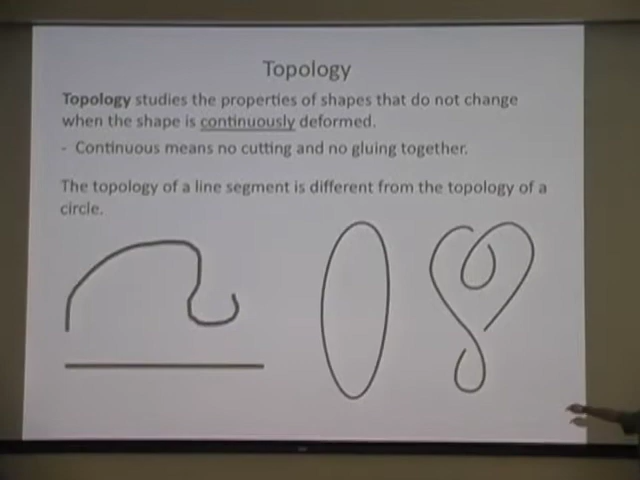 Topology
Topology studies the properties of shapes that do not change
when the shape is continuously deformed.
- Continuous means no cutting and no gluing together.
The topology of a line segment is different from the topology of a
circle.